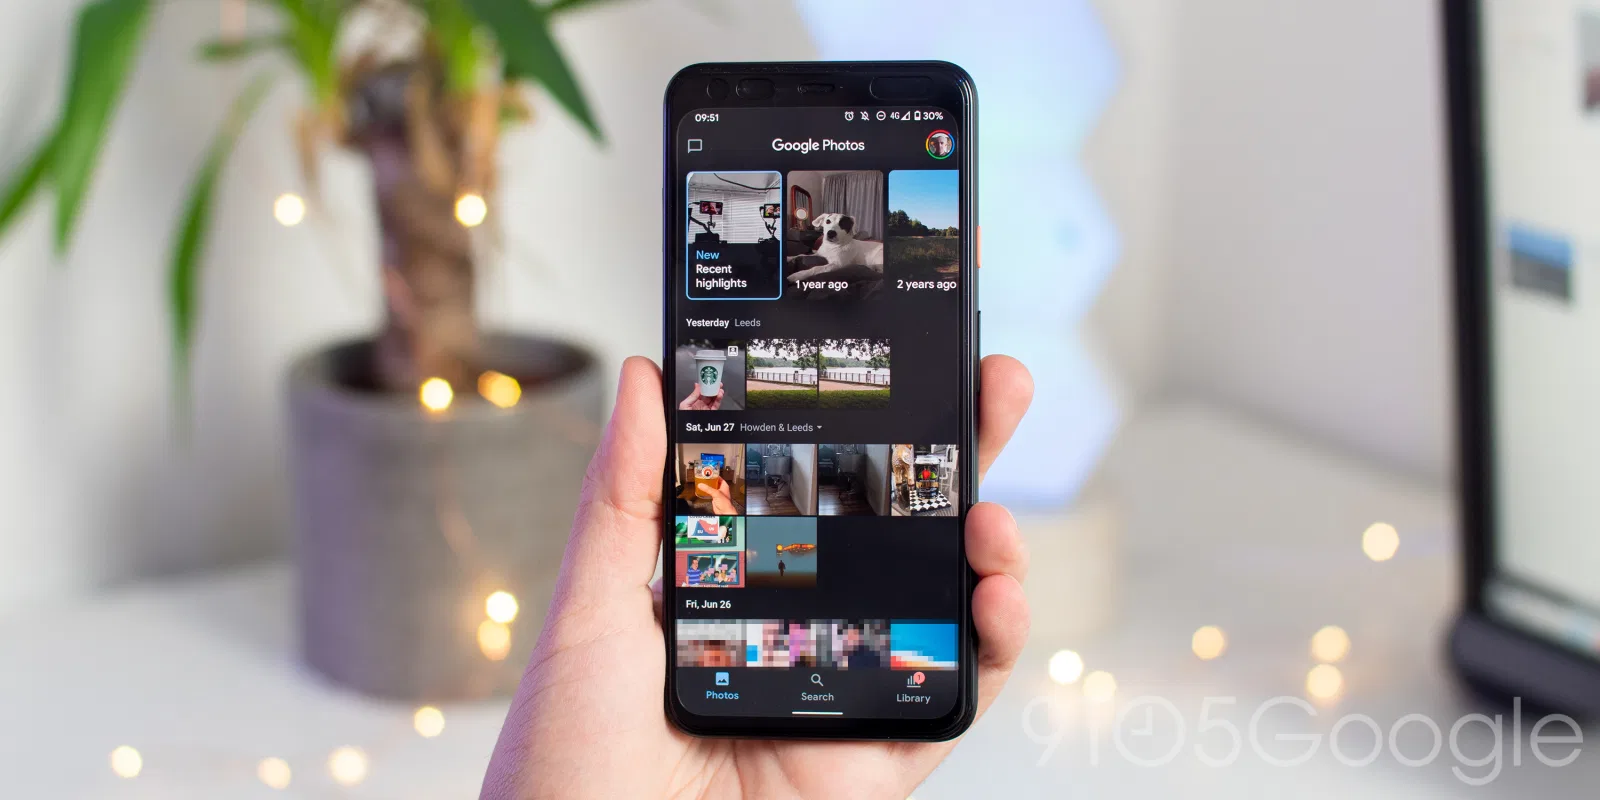 09:51
4G 30%
Google Photos
New
Recent
highlights
1 year ago
2 years ago
Yesterday Leeds
Sat, Jun 27 Howden & Leeds
Fri, Jun 26
1
Photos
Search
Library
9TO5Google